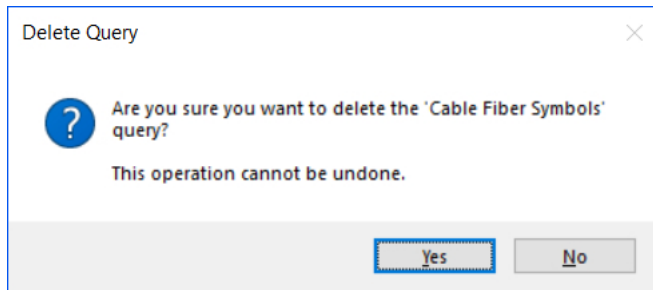 Delete Query
Are you sure you want to delete the 'Cable Fiber Symbols'
query?
This operation cannot be undone.
Yes
No